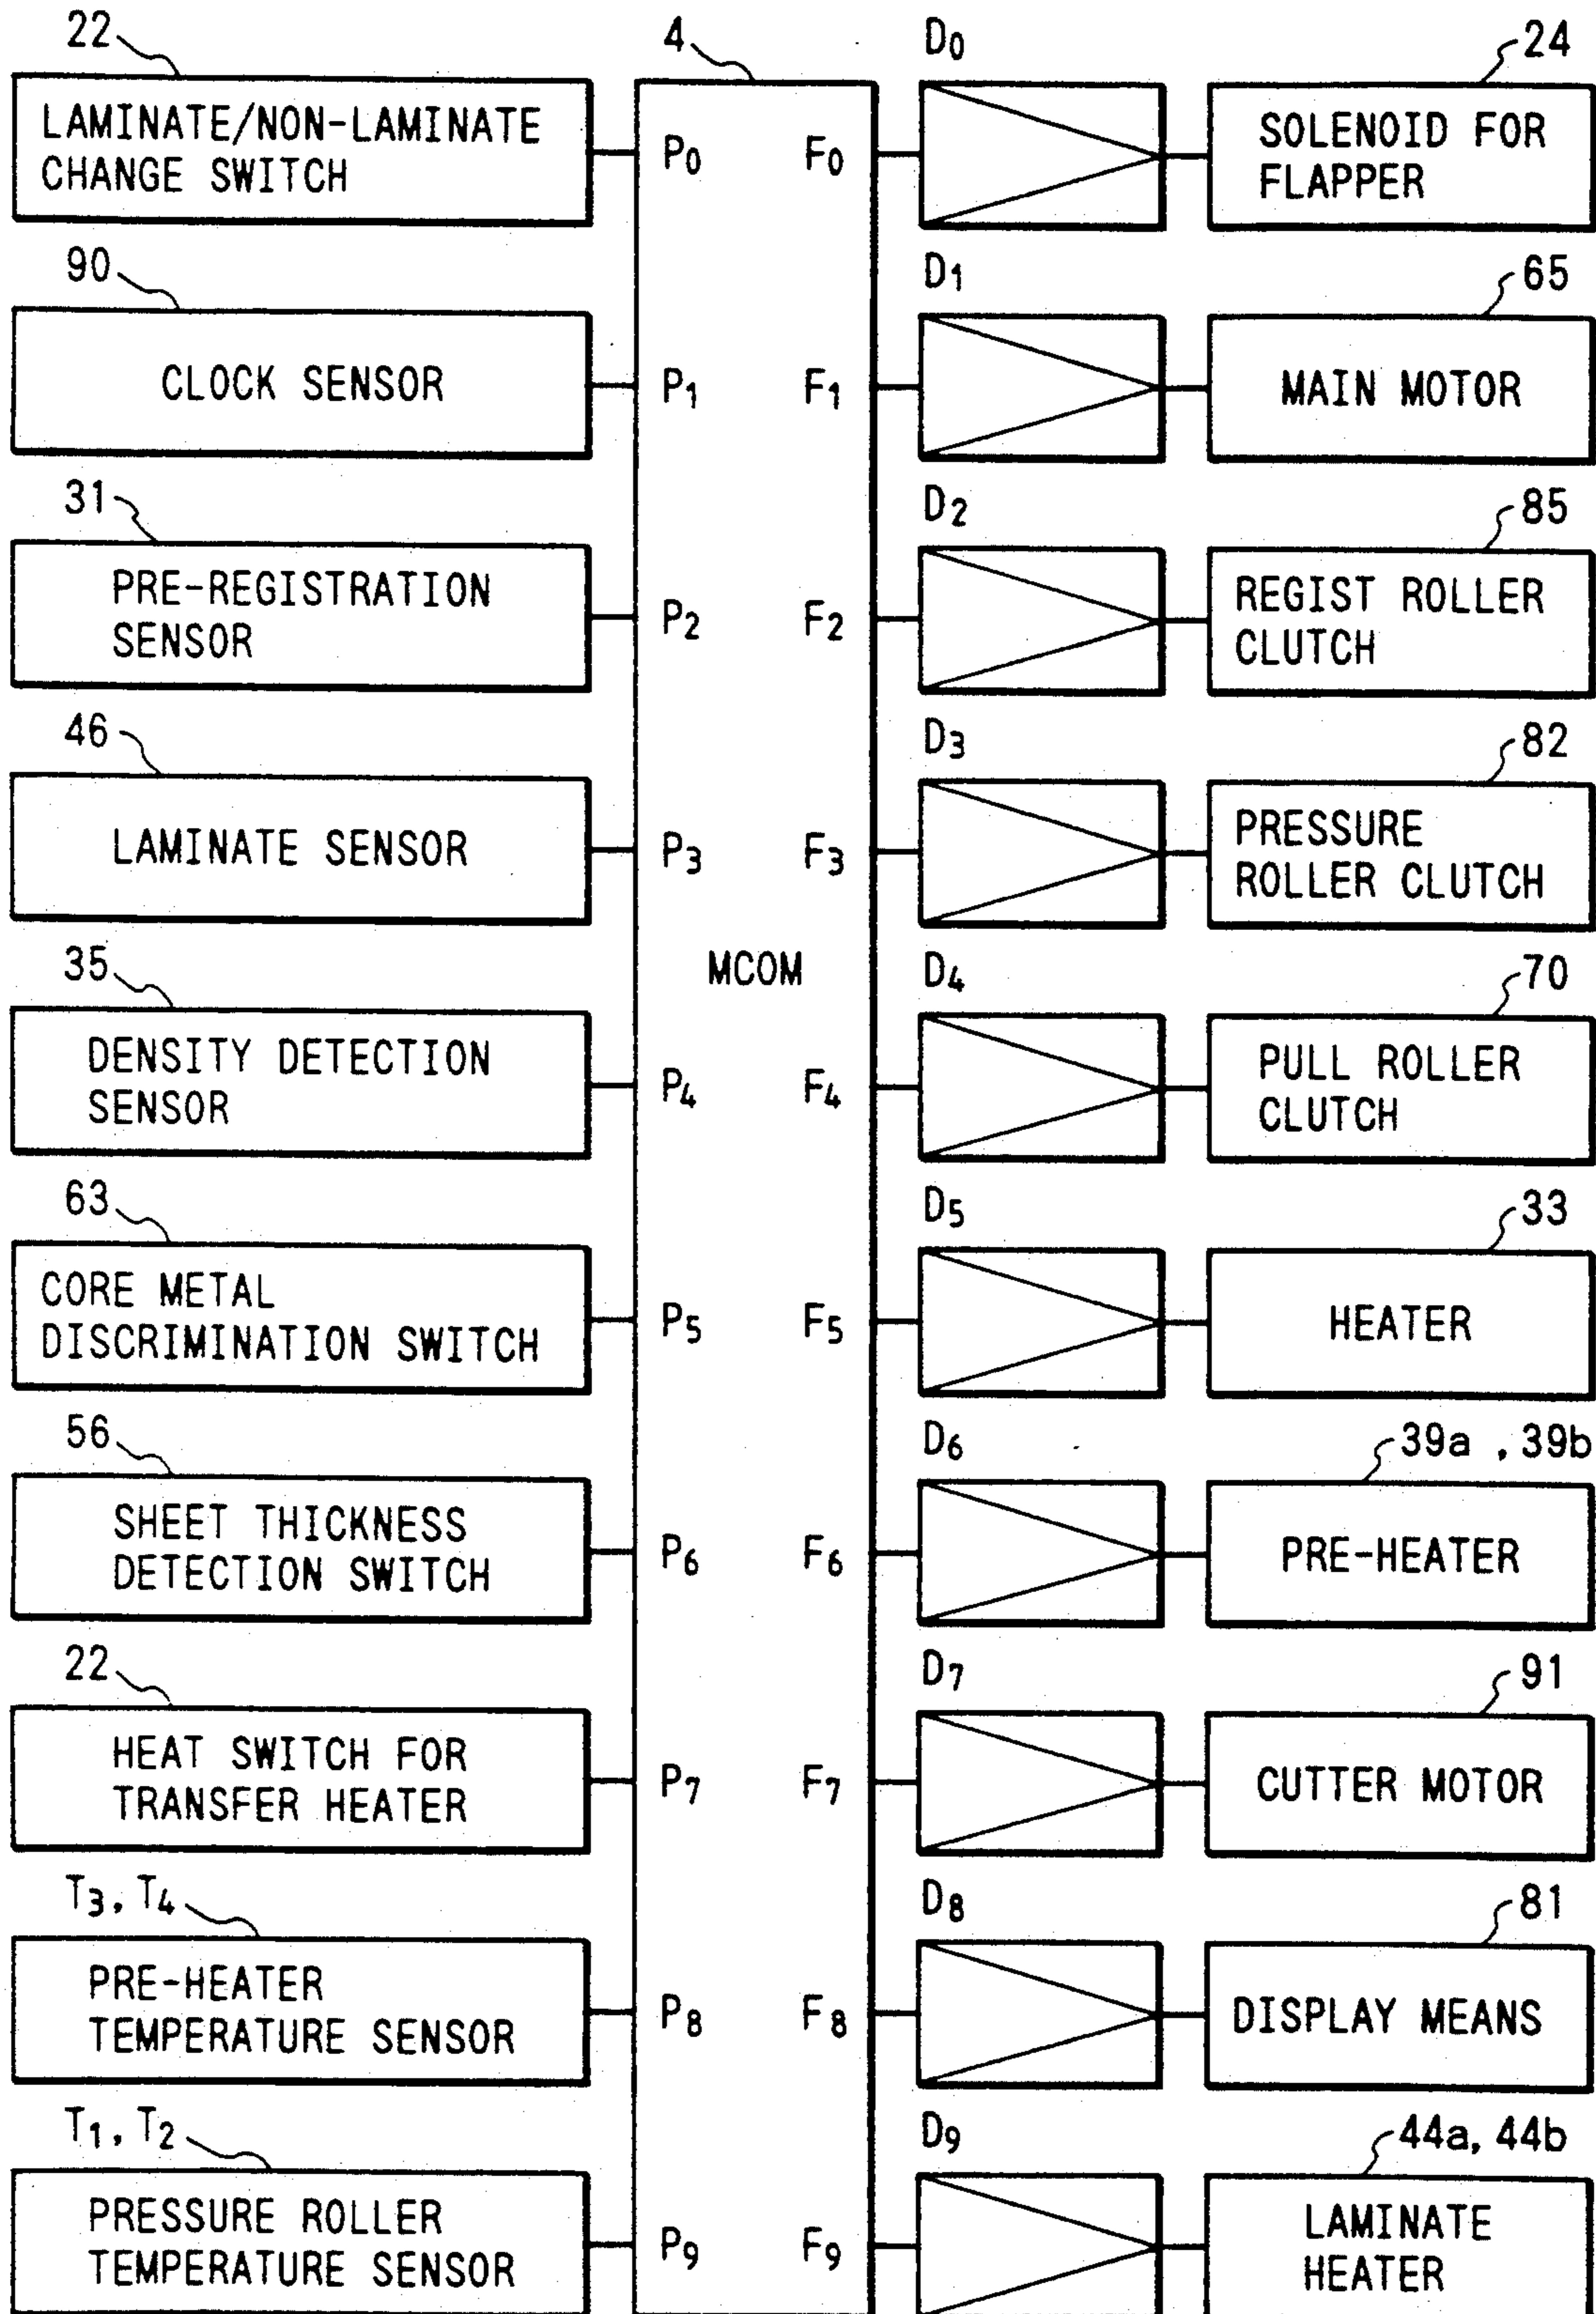 22 4 D0 24
LAMINATE/NON-LAMINATE
CHANGE SWITCH
P0 F0
SOLENOID FOR
FLAPPER
90 D1 65
CLOCK SENSOR P1 F1 MAIN MOTOR
31 D2 85
PRE-REGISTRATION
SENSOR
P2 F2
REGIST ROLLER
CLUTCH
46 D3 82
LAMINATE SENSOR P3 F3
PRESSURE
ROLLER CLUTCH
MCOM
35 D4 70
DENSITY DETECTION
SENSOR
P4 F4
PULL ROLLER
CLUTCH
63 D5 33
CORE METAL
DISCRIMINATION SWITCH
P5 F5 HEATER
56 D6 39a , 39b
SHEET THICKNESS
DETECTION SWITCH
P6 F6 PRE-HEATER
22 D7 91
HEAT SWITCH FOR
TRANSFER HEATER
P7 F7 CUTTER MOTOR
T3, T4 D8 81
PRE-HEATER
TEMPERATURE SENSOR
P8 F8 DISPLAY MEANS
T1, T2 D9 44a, 44b
PRESSURE ROLLER
TEMPERATURE SENSOR
P9 F9
LAMINATE
HEATER